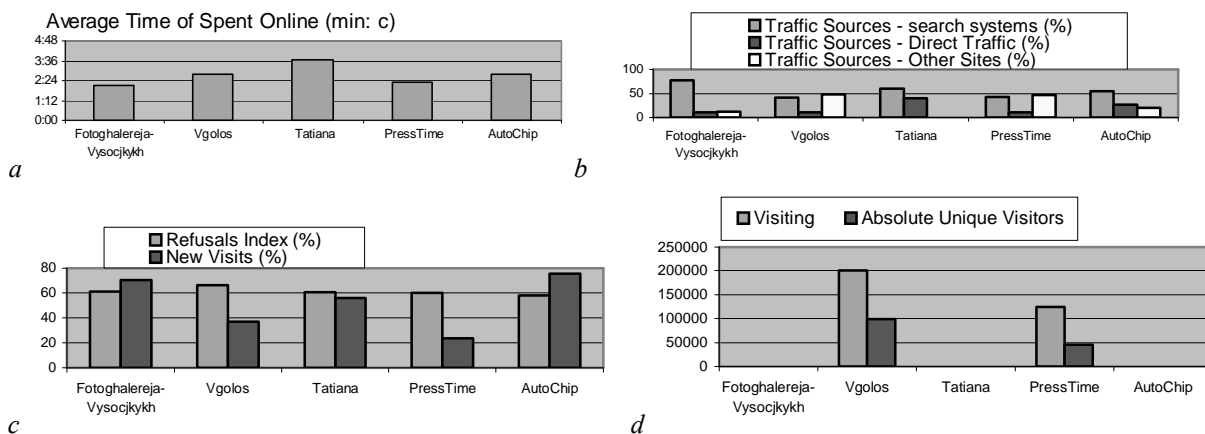 Average Time of Spent Online (min: c)
4:48
3:36
2:24
1:12
0:00
Fotoghalereja-
Vysocjkykh
Vgolos
Tatiana
PressTime
AutoChip
a
Traffic Sources - search systems (%)
Traffic Sources - Direct Traffic (%)
Traffic Sources - Other Sites (%)
100
50
0
Fotoghalereja-
Vysocjkykh
Vgolos
Tatiana
PressTime
AutoChip
b
Refusals Index (%)
New Visits (%)
80
60
40
20
0
Fotoghalereja-
Vysocjkykh
Vgolos
Tatiana
PressTime
AutoChip
c
Visiting
Absolute Unique Visitors
250000
200000
150000
100000
50000
0
Fotoghalereja-
Vysocjkykh
Vgolos
Tatiana
PressTime
AutoChip
d